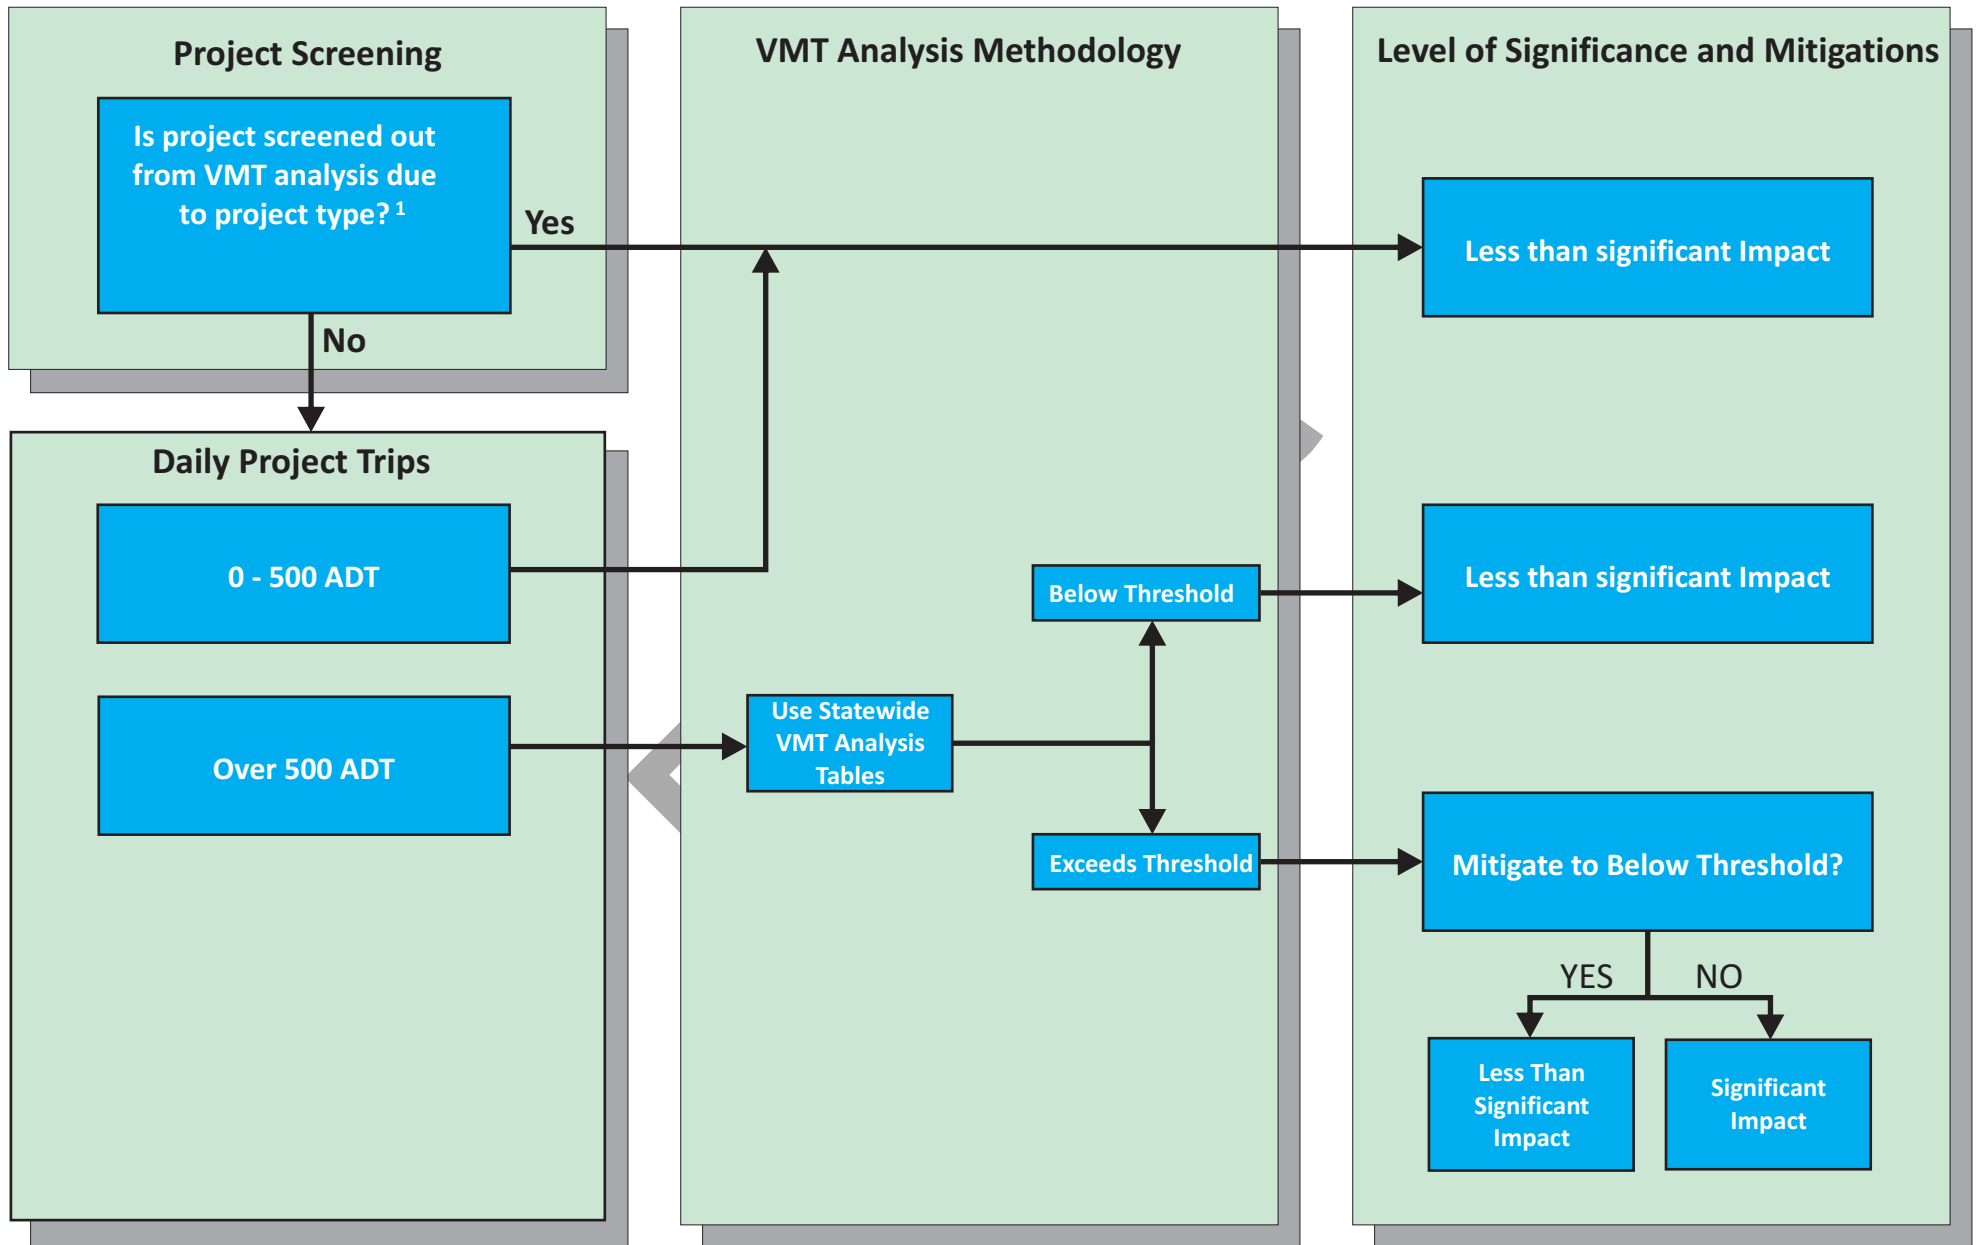 Project Screening
Is project screened out
from VMT analysis due
to project type? 1
Yes
No
Daily Project Trips
0 - 500 ADT
Over 500 ADT
VMT Analysis Methodology
Use Statewide
VMT Analysis
Tables
Below Threshold
Exceeds Threshold
Level of Significance and Mitigations
Less than significant Impact
Less than significant Impact
Mitigate to Below Threshold?
YES
NO
Less Than
Significant
Impact
Significant
Impact